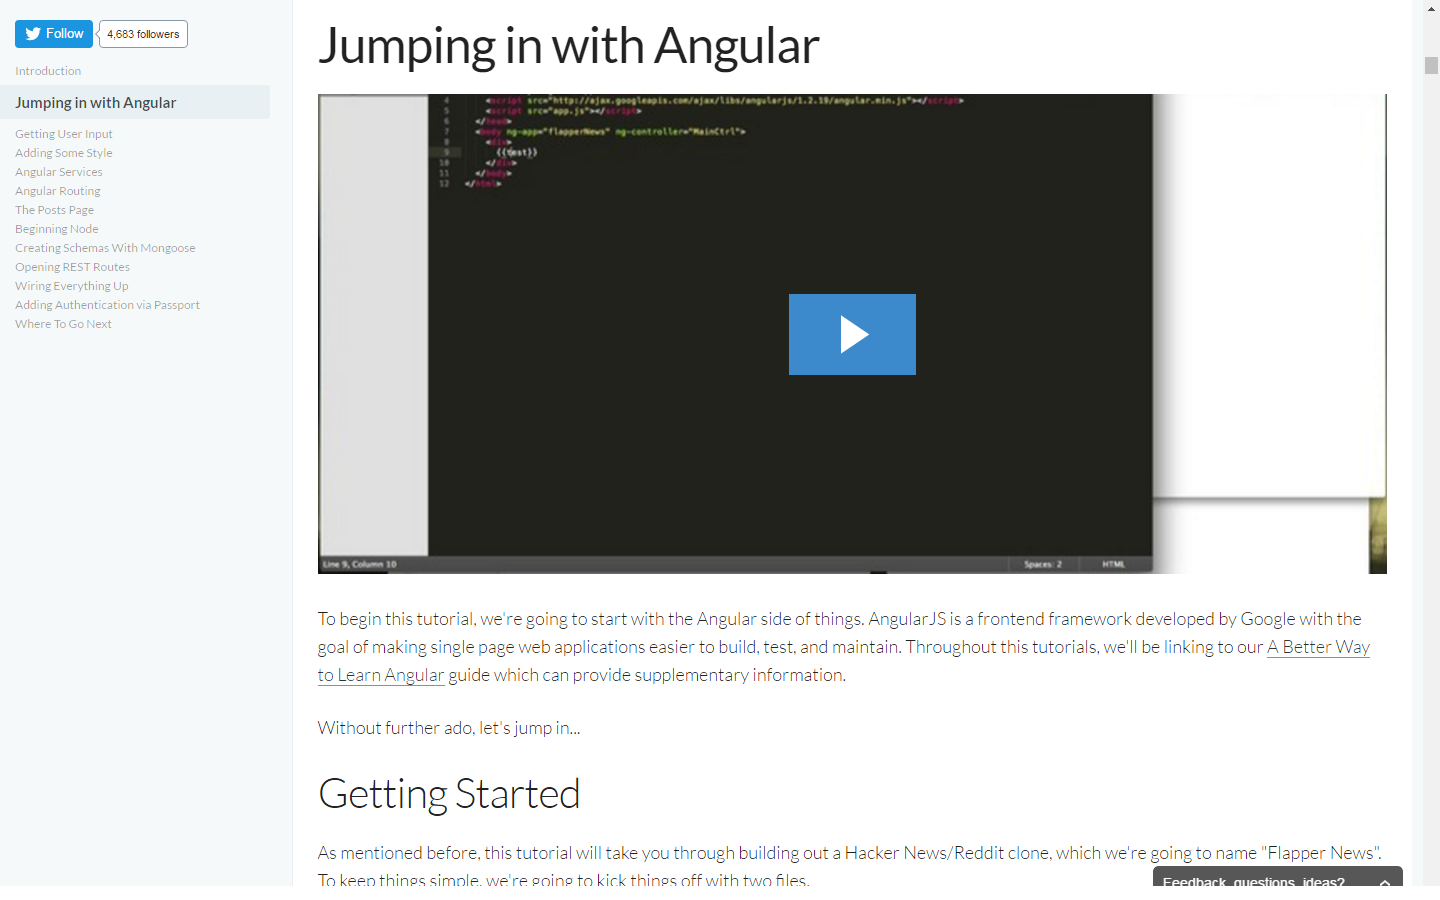 Follow
4,683 followers
Introduction
Jumping in with Angular
Getting User Input
Adding Some Style
Angular Services
Angular Routing
The Posts Page
Beginning Node
Creating Schemas With Mongoose
Opening REST Routes
Wiring Everything Up
Adding Authentication via Passport
Where To Go Next
Jumping in with Angular
4 <script src="http://ajax.googleapis.com/ajax/libs/angularjs/1.2.19/angular.min.js"></script>
5 <script src="app.js"></script>
6 </head>
7 <body ng-app="flapperNews" ng-controller="MainCtrl">
8 <div>
9 {{test}}
10 </div>
11 </body>
12 </html>
Line 9, Column 10
Spaces: 2
HTML
To begin this tutorial, we're going to start with the Angular side of things. AngularJS is a frontend framework developed by Google with the
goal of making single page web applications easier to build, test, and maintain. Throughout this tutorials, we'll be linking to our A Better Way
to Learn Angular guide which can provide supplementary information.
Without further ado, let's jump in...
Getting Started
As mentioned before, this tutorial will take you through building out a Hacker News/Reddit clone, which we're going to name "Flapper News".
To keep things simple, we're going to kick things off with two files.
Feedback, questions, ideas?